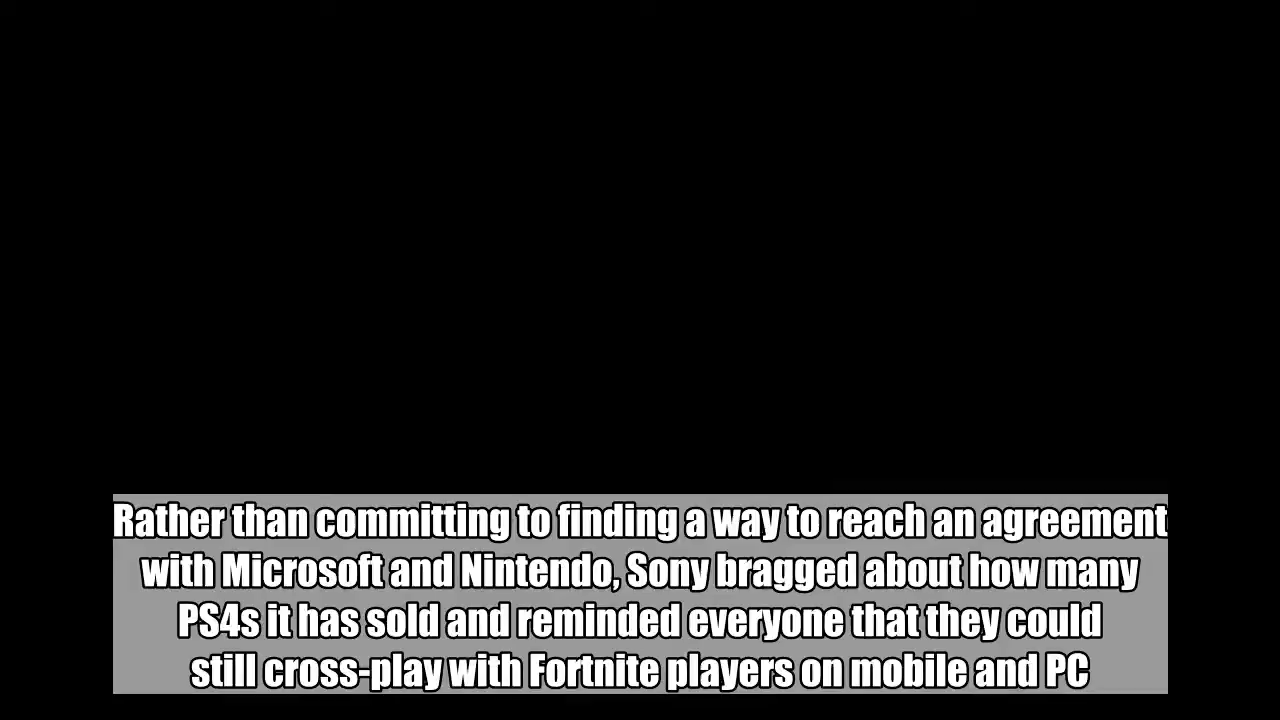 Rather than committing to finding a way to reach an agreement
with Microsoft and Nintendo, Sony bragged about how many
PS4s it has sold and reminded everyone that they could
still cross-play with Fortnite players on mobile and PC